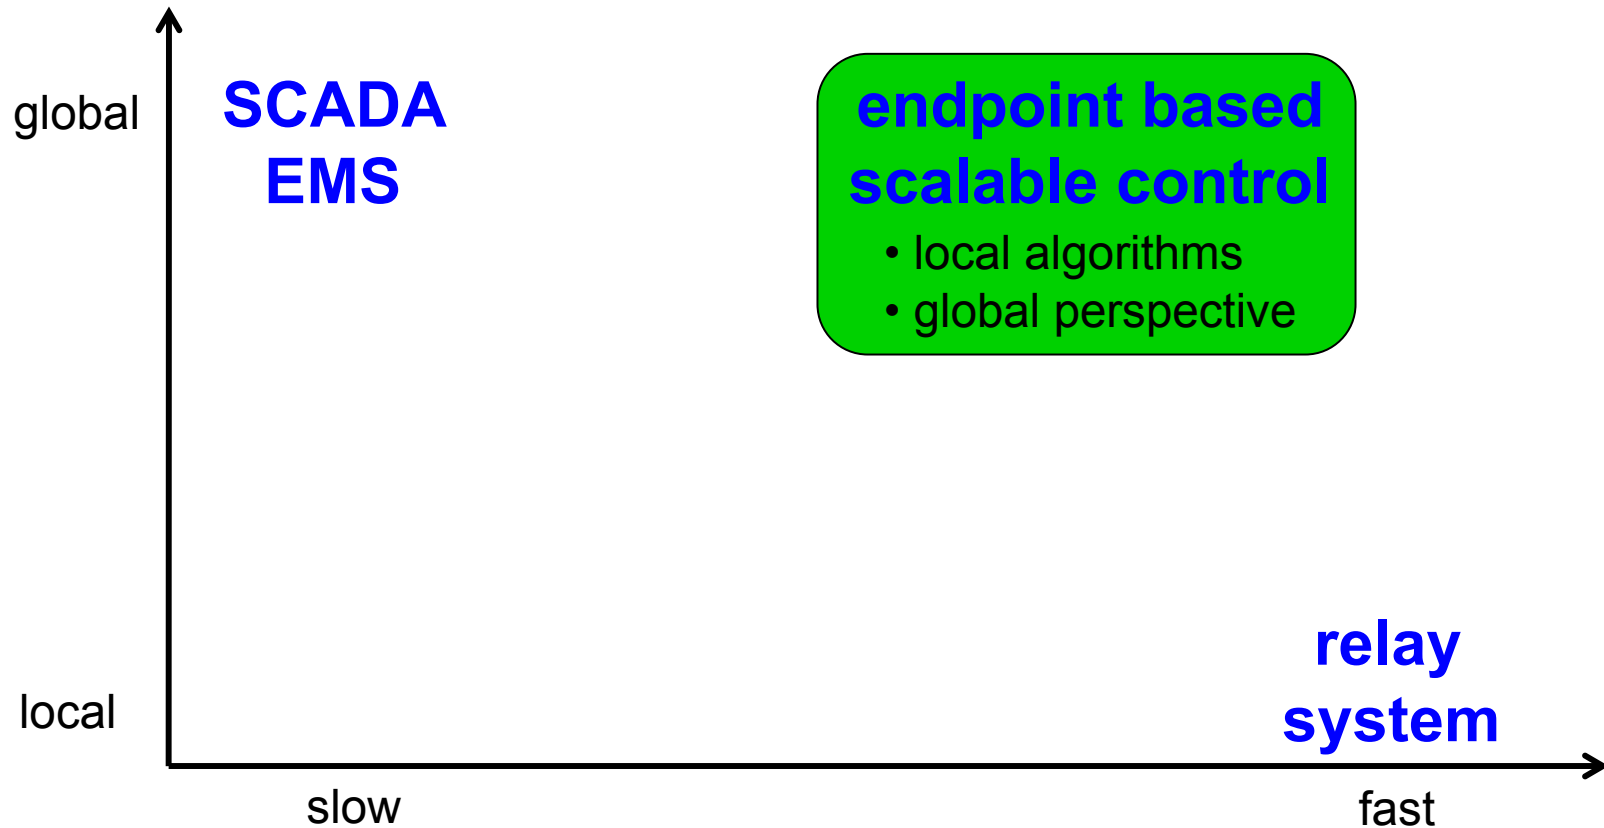 global
SCADA
EMS
endpoint based
scalable control
• local algorithms
• global perspective
relay
system
local
slow
fast